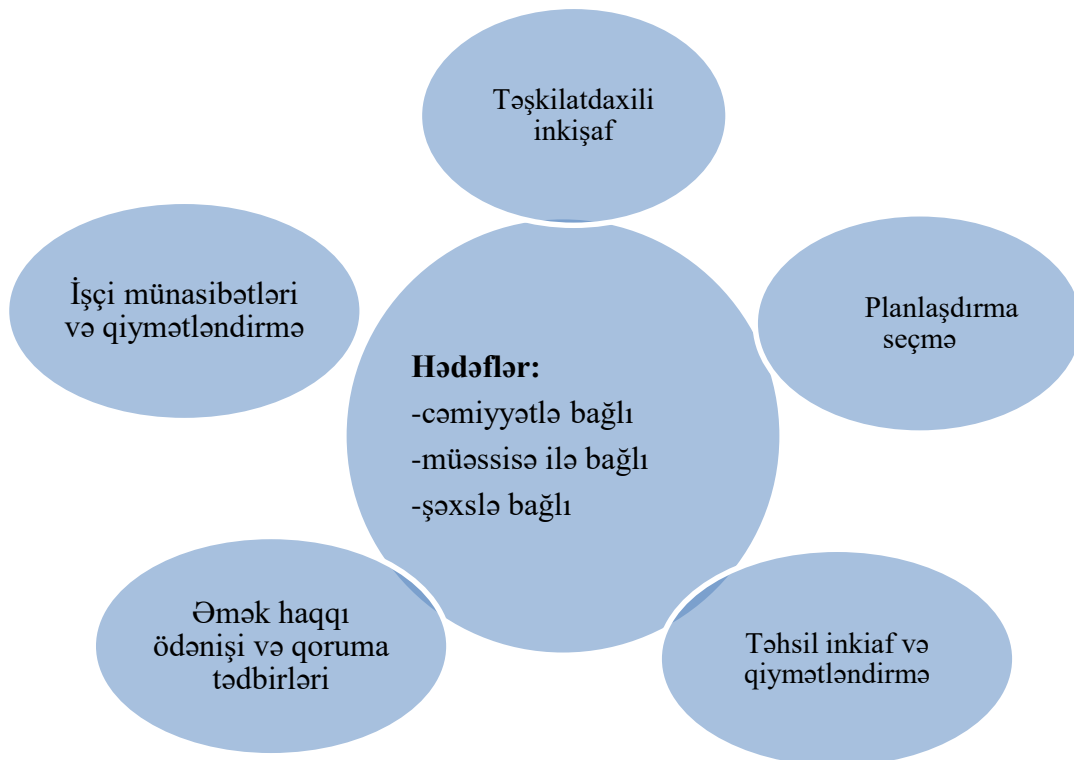 Təşkilatdaxili
inkişaf
İşçi münasibətləri
və qiymətləndirmə
Planlaşdırma
seçmə
Hədəflər:
-cəmiyyətlə bağlı
-müəssisə ilə bağlı
-şəxslə bağlı
Əmək haqqı
ödənişi və qoruma
tədbirləri
Təhsil inkiaf və
qiymətləndirmə